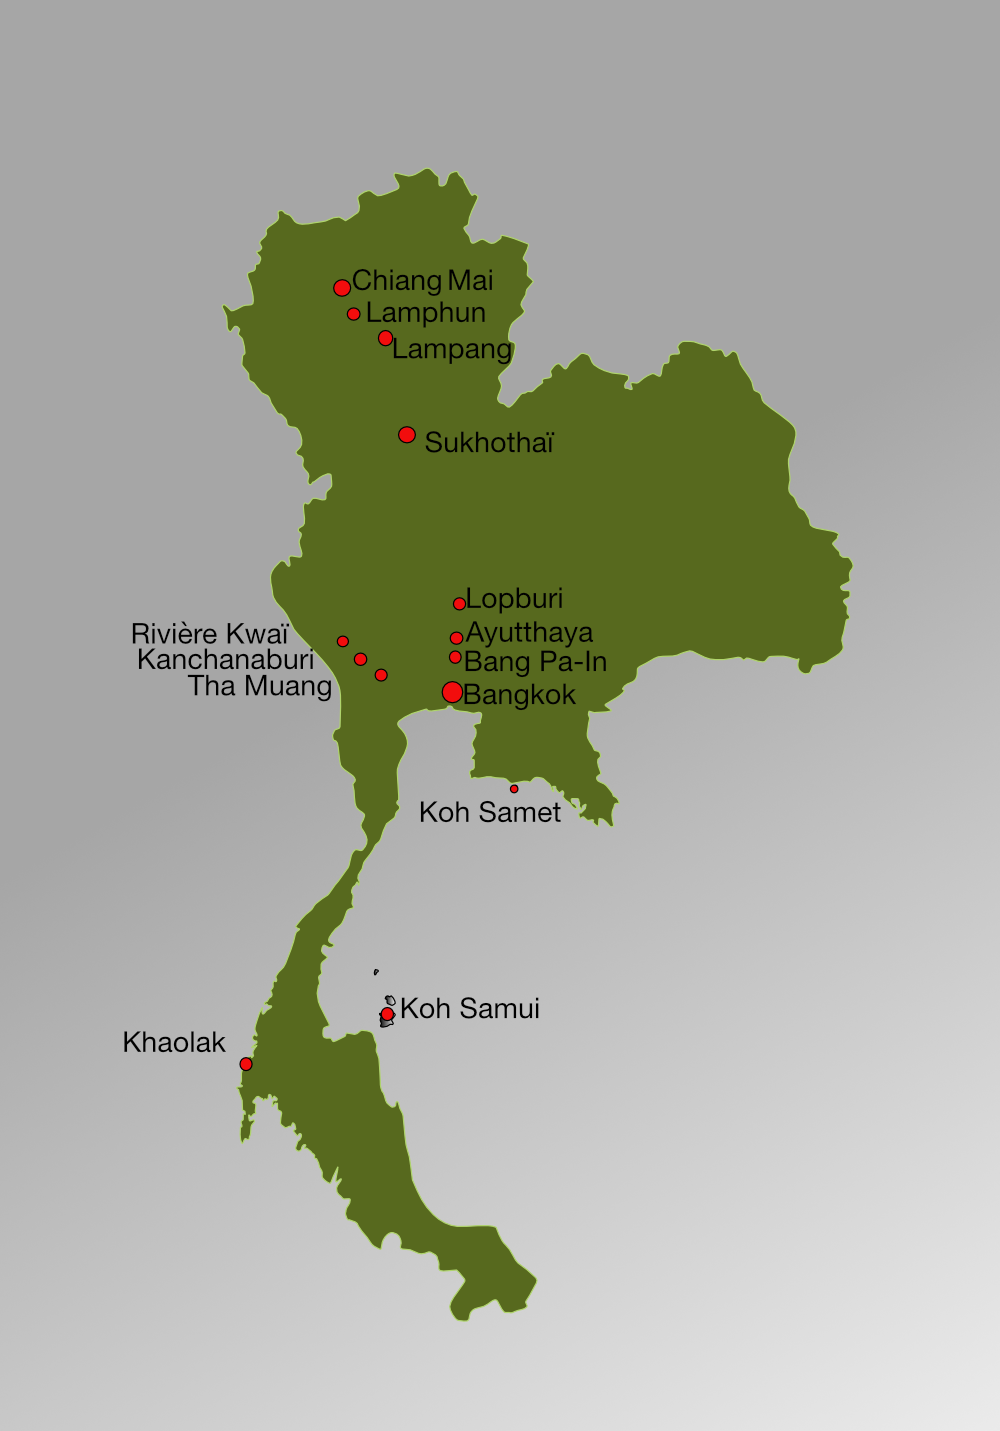 Chiang Mai
Lamphun
Lampang
Sukhothaï
Lopburi
Rivière Kwaï
Ayutthaya
Kanchanaburi
Bang Pa-In
Tha Muang
Bangkok
Koh Samet
Koh Samui
Khaolak